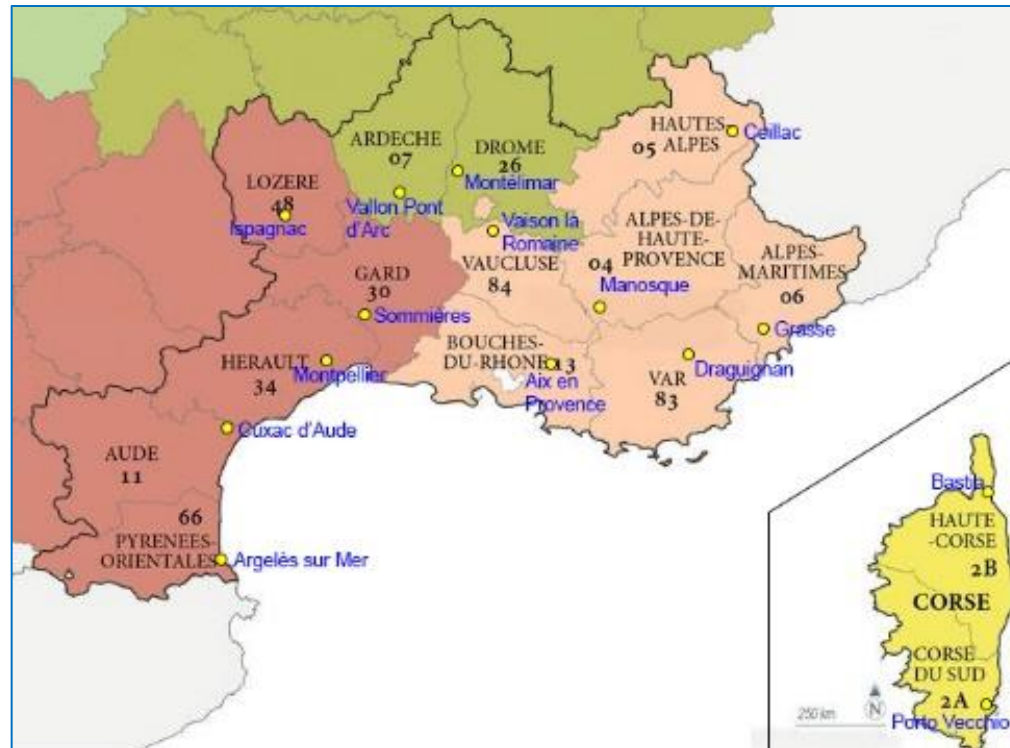 HAUTES
ALPES
05
Ceillac
ARDECHE
07
DROME
26
Montélimar
LOZERE
48
Ispagnac
Vallon Pont
d'Arc
Vaison la
Romaine
ALPES-DE-
HAUTE-
PROVENCE
04
Manosque
ALPES-
MARITIMES
06
Grasse
VAUCLUSE
84
GARD
30
Sommières
BOUCHES-
DU-RHONE 13
Aix en
Provence
Draguignan
VAR
83
HERAULT
34
Montpellier
Cuxac d'Aude
AUDE
11
66
PYRENEES-
ORIENTALES
Argelès sur Mer
Bastia
HAUTE
-CORSE
2B
CORSE
CORSE
DU SUD
2A
Porto Vecchio
250 km
N